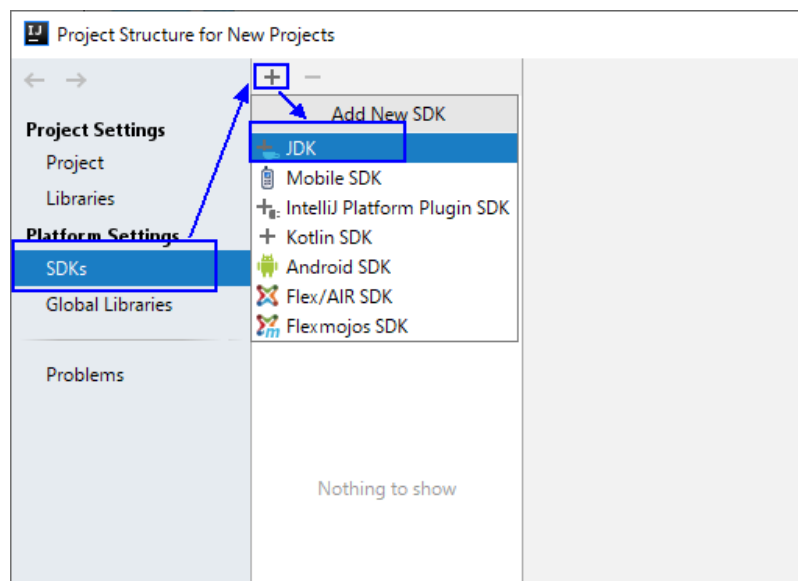 IJ Project Structure for New Projects
Project Settings
Project
Libraries
Platform Settings
SDKs
Global Libraries
Problems
Add New SDK
JDK
Mobile SDK
IntelliJ Platform Plugin SDK
Kotlin SDK
Android SDK
Flex/AIR SDK
Flexmojos SDK
Nothing to show